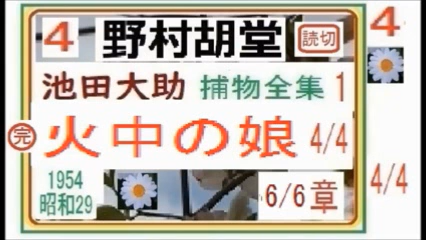 4 野村胡堂 読切 4
池田大助 捕物全集 1
完 火中の娘 4/4
1954
昭和29
6/6章
4/4